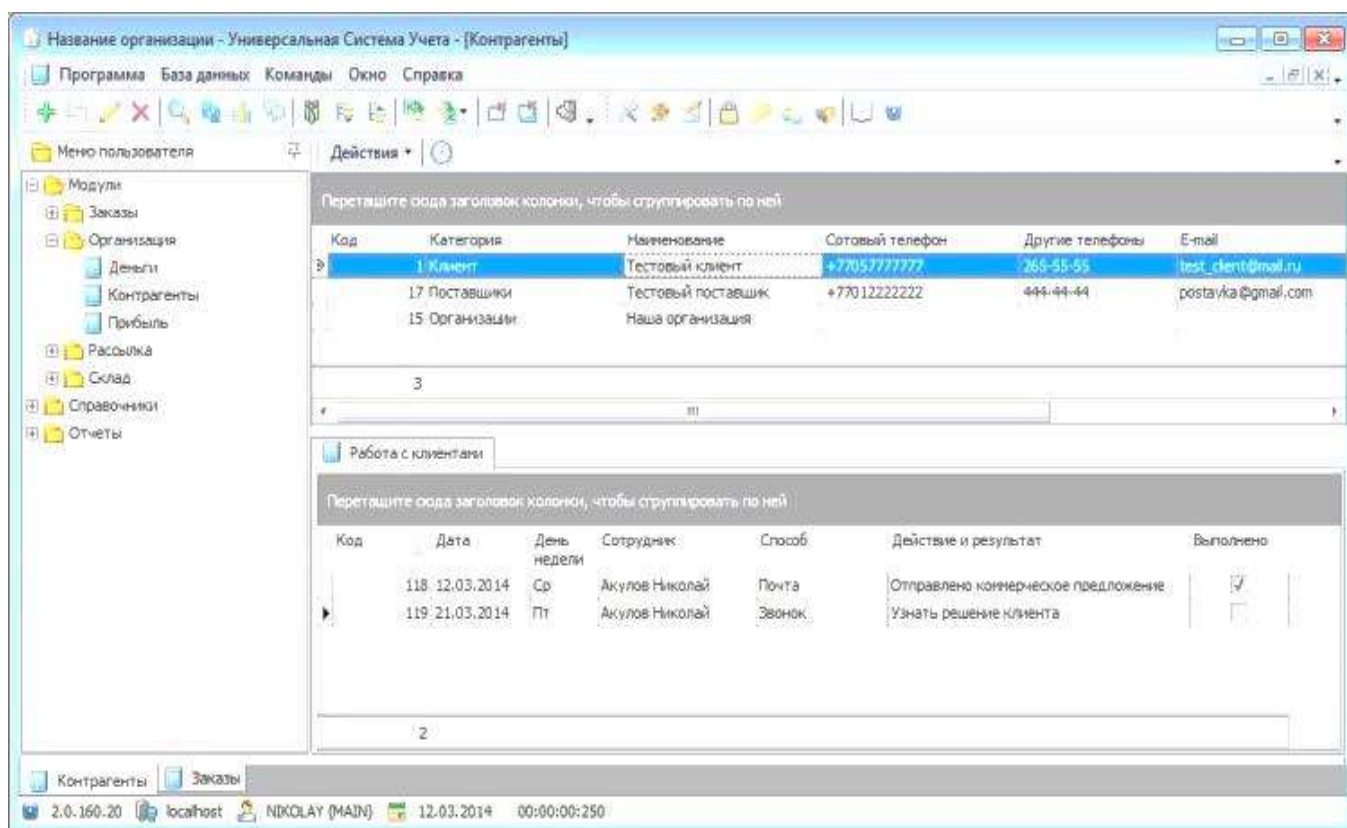 Название организации - Универсальная Система Учета - [Контрагенты]
Программа База данных Команды Окно Справка
Меню пользователя
Действия
Модули
Заказы
Организация
Деньги
Контрагенты
Прибыль
Рассылка
Склад
Справочники
Отчеты
Перетащите сюда заголовок колонки, чтобы сгруппировать по ней
Код Категория Наименование Сотовый телефон Другие телефоны E-mail
1 Клиент Тестовый клиент +77057777777 265-55-55 test_client@mail.ru
17 Поставщики Тестовый поставщик +77012222222 444-44-44 postavka@gmail.com
15 Организации Наша организация
3
Работа с клиентами
Перетащите сюда заголовок колонки, чтобы сгруппировать по ней
Код Дата День недели Сотрудник Способ Действие и результат Выполнено
118 12.03.2014 Ср Акулов Николай Почта Отправлено коммерческое предложение
119 21.03.2014 Пт Акулов Николай Звонок Узнать решение клиента
2
Контрагенты Заказы
2.0.160.20 localhost NIKOLAY (MAIN) 12.03.2014 00:00:00:250